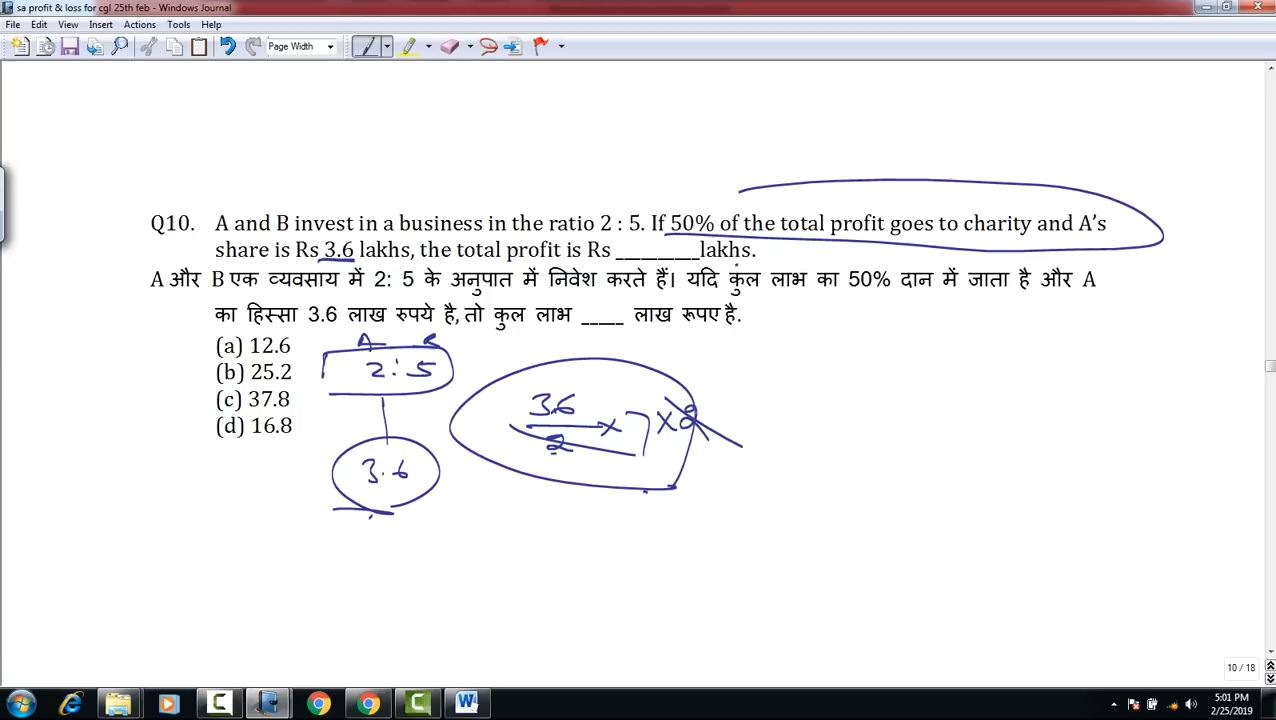 sa profit & loss for cgl 25th feb - Windows Journal
File Edit View Insert Actions Tools Help
Page Width
Q10. A and B invest in a business in the ratio 2 : 5. If 50% of the total profit goes to charity and A’s
share is Rs 3.6 lakhs, the total profit is Rs __________lakhs.
A और B एक व्यवसाय में 2: 5 के अनुपात में निवेश करते हैं। यदि कुल लाभ का 50% दान में जाता है और A
का हिस्सा 3.6 लाख रुपये है, तो कुल लाभ _____ लाख रूपए है.
(a) 12.6
(b) 25.2
(c) 37.8
(d) 16.8
A B
2 : 5
3.6
3.6
2
× 7 × 2
10 / 18
5:01 PM
2/25/2019